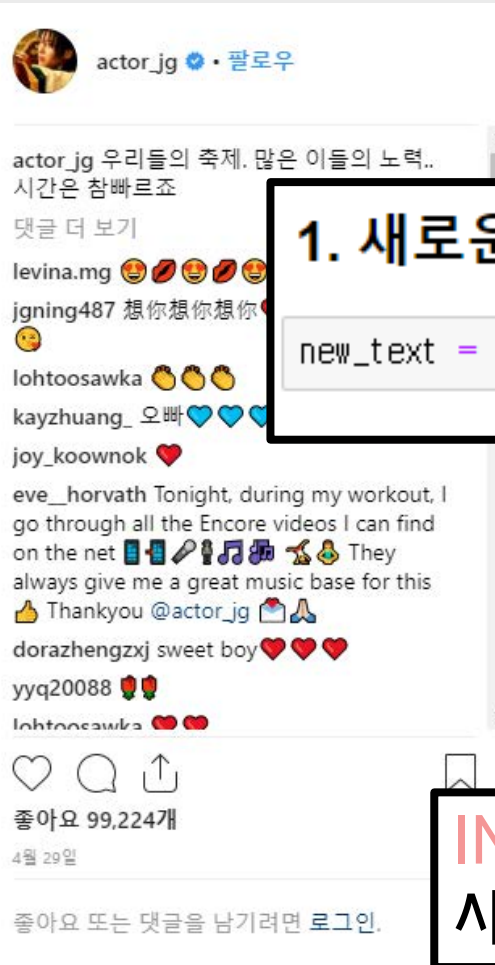 actor_jg • 팔로우
actor_jg 우리들의 축제. 많은 이들의 노력..
시간은 참빠르죠
댓글 더 보기
levina.mg 😍💋😍💋😍
jgning487 想你想你想你
😘
lohtoosawka 👏👏👏
kayzhuang_ 오빠💙💙💙
joy_koownok ❤️
eve__horvath Tonight, during my workout, I
go through all the Encore videos I can find
on the net 📱📲🎤🎙🎵🎶 🤸🧘 They
always give me a great music base for this
👍 Thankyou @actor_jg 💌🙏🏻
dorazhengzxj sweet boy❤️❤️❤️
yyq20088 🌹🌹
lohtoosawka ❤️❤️
좋아요 99,224개
4월 29일
좋아요 또는 댓글을 남기려면 로그인.
1. 새로운
new_text =
IN